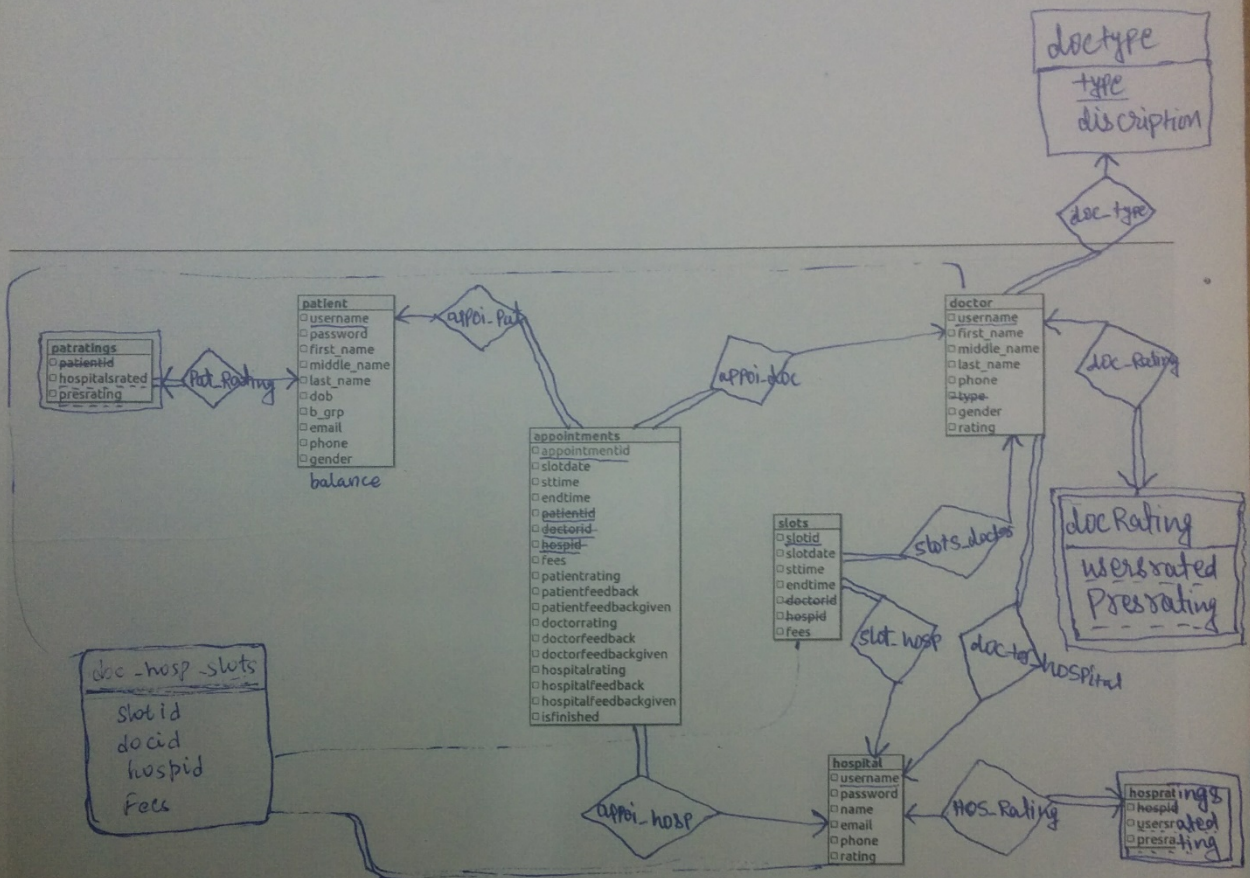 doctype
type
discription
doc_type
patient
username
password
first_name
middle_name
last_name
dob
b_grp
email
phone
gender
balance
appoi_pat
doctor
username
first_name
middle_name
last_name
phone
type
gender
rating
patratings
patientid
hospitalsrated
presrating
Pat_Rating
appoi_doc
doc_Rating
appointments
appointmentid
slotdate
sttime
endtime
patientid
doctorid
hospid
fees
patientrating
patientfeedback
patientfeedbackgiven
doctorrating
doctorfeedback
doctorfeedbackgiven
hospitalrating
hospitalfeedback
hospitalfeedbackgiven
isfinished
slots
slotid
slotdate
sttime
endtime
doctorid
hospid
fees
slots_doctor
docRating
usersrated
Presrating
slot_hosp
doctor_hospital
doc_hosp_slots
slotid
docid
hospid
Fees
appoi_hosp
hospital
username
password
name
email
phone
rating
HOS_Rating
hospratings
hospid
usersrated
presrating